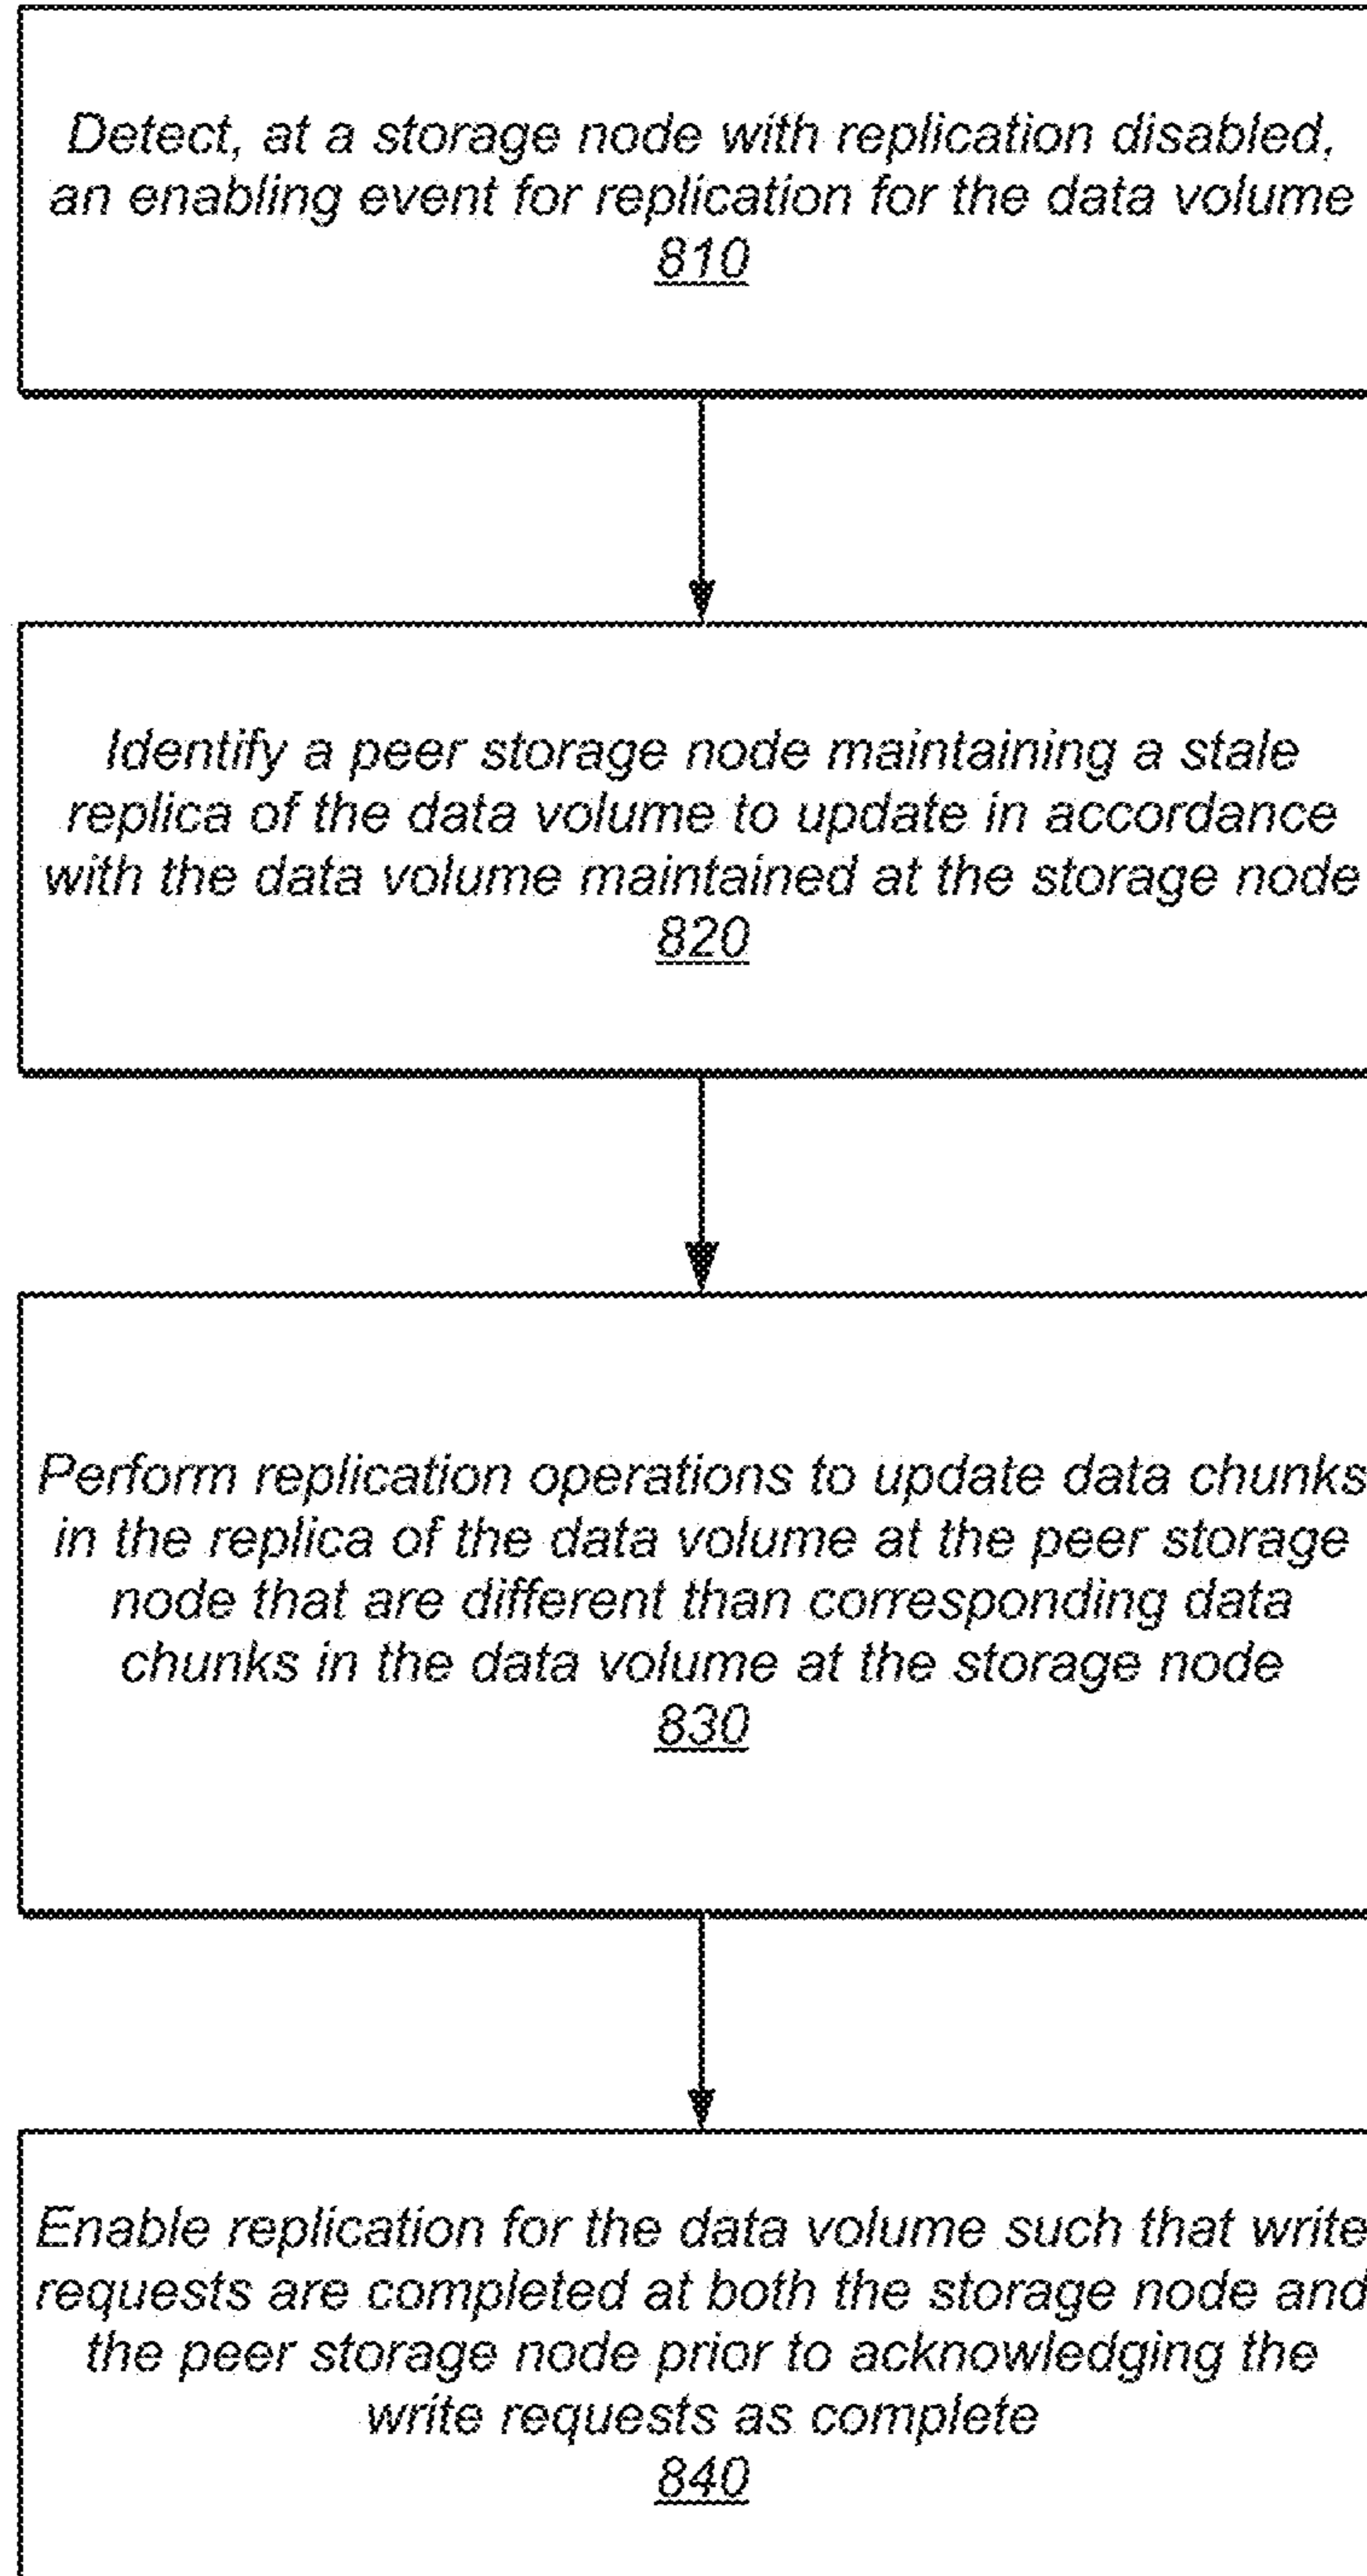 Detect, at a storage node with replication disabled,
an enabling event for replication for the data volume
810
Identify a peer storage node maintaining a stale
replica of the data volume to update in accordance
with the data volume maintained at the storage node
820
Perform replication operations to update data chunks
in the replica of the data volume at the peer storage
node that are different than corresponding data
chunks in the data volume at the storage node
830
Enable replication for the data volume such that write
requests are completed at both the storage node and
the peer storage node prior to acknowledging the
write requests as complete
840